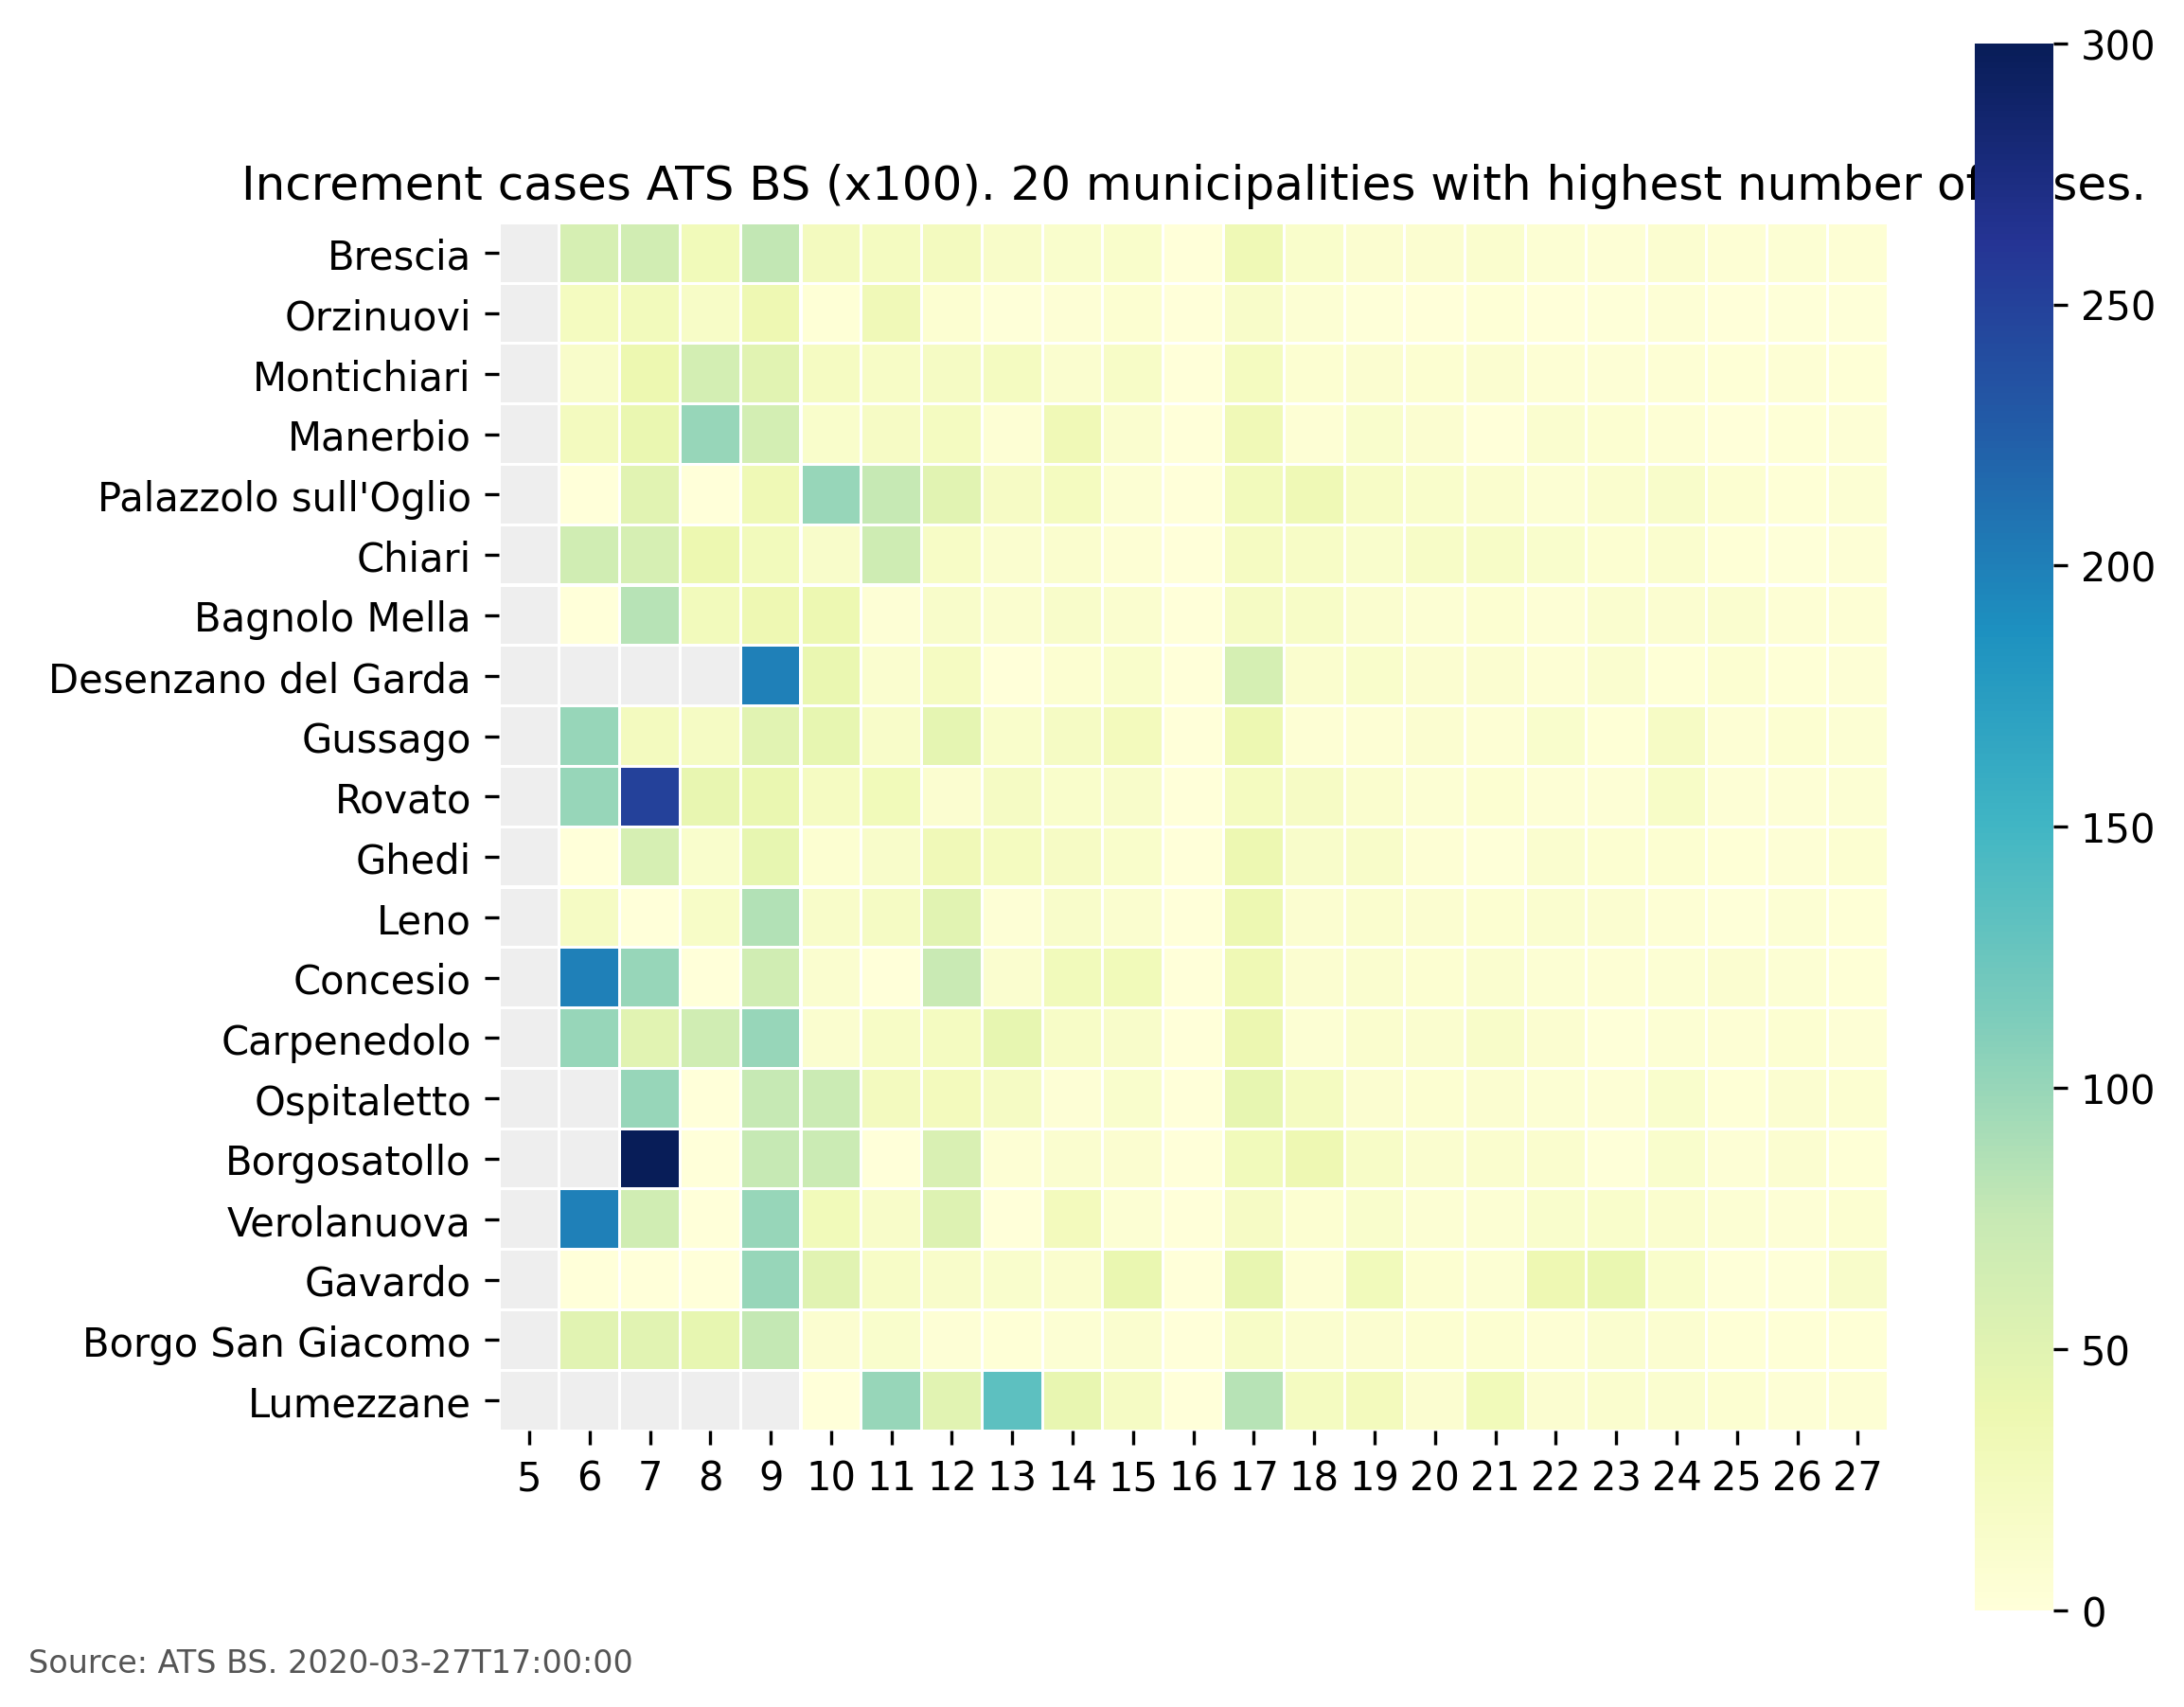 Increment cases ATS BS (x100). 20 municipalities with highest number of ses.
Brescia
Orzinuovi
Montichiari
Manerbio
Palazzolo sull'Oglio
Chiari
Bagnolo Mella
Desenzano del Garda
Gussago
Rovato
Ghedi
Leno
Concesio
Carpenedolo
Ospitaletto
Borgosatollo
Verolanuova
Gavardo
Borgo San Giacomo
Lumezzane
5 6 7 8 9 10 11 12 13 14 15 16 17 18 19 20 21 22 23 24 25 26 27
300
250
200
150
100
50
0
Source: ATS BS. 2020-03-27T17:00:00